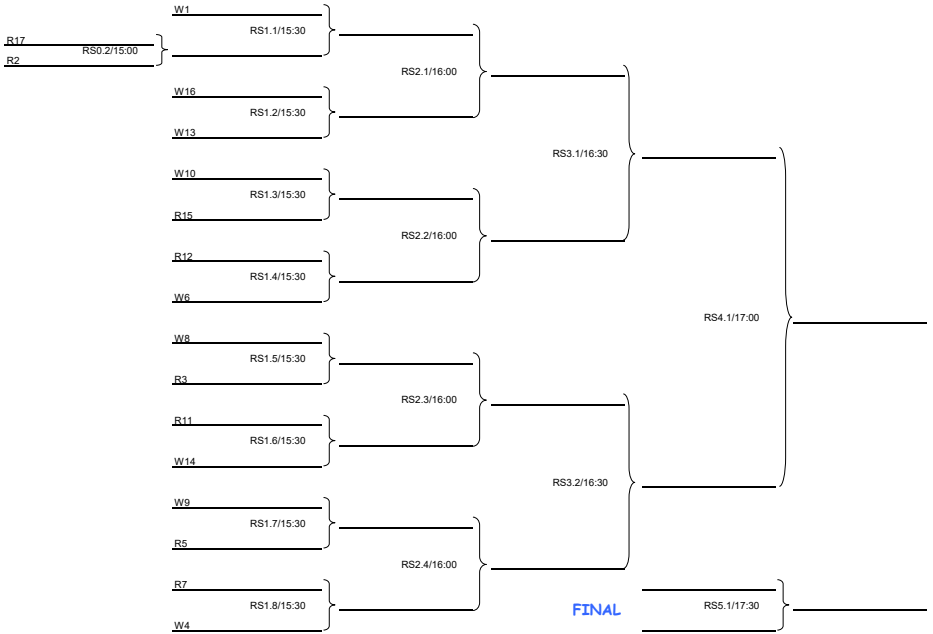 W1
RS1.1/15:30
R17
RS0.2/15:00
R2
RS2.1/16:00
W16
RS1.2/15:30
W13
RS3.1/16:30
W10
RS1.3/15:30
R15
RS2.2/16:00
R12
RS1.4/15:30
W6
RS4.1/17:00
W8
RS1.5/15:30
R3
RS2.3/16:00
R11
RS1.6/15:30
W14
RS3.2/16:30
W9
RS1.7/15:30
R5
RS2.4/16:00
R7
RS1.8/15:30
W4
FINAL
RS5.1/17:30